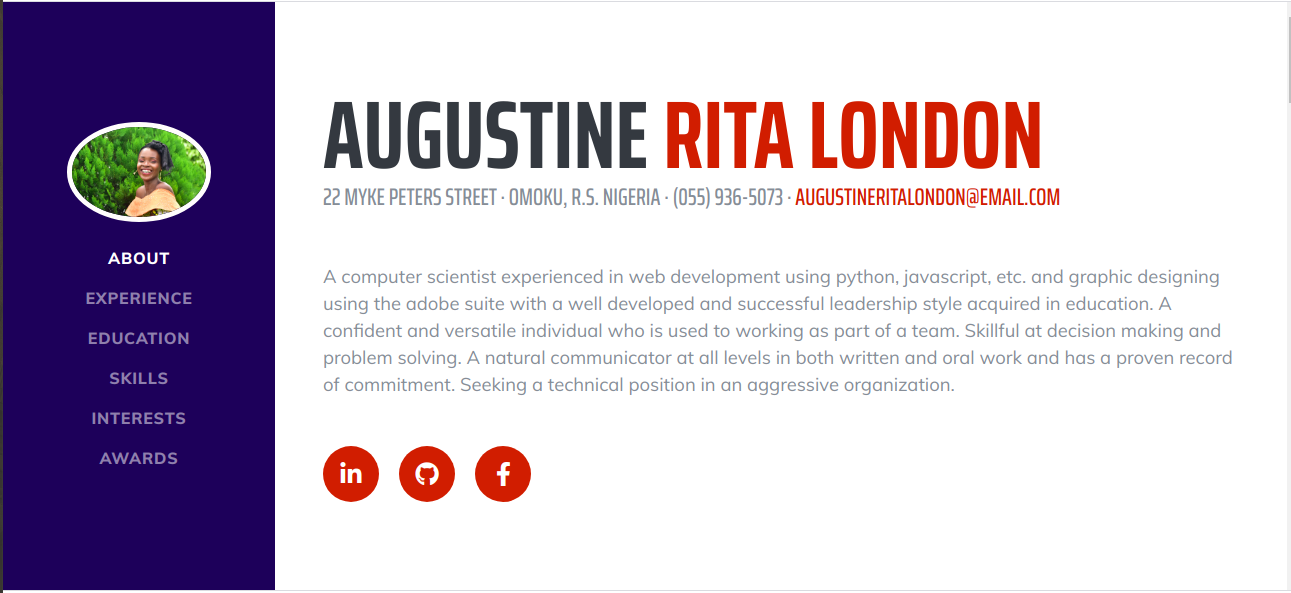 ABOUT
EXPERIENCE
EDUCATION
SKILLS
INTERESTS
AWARDS
AUGUSTINE RITA LONDON
22 MYKE PETERS STREET · OMOKU, R.S. NIGERIA · (055) 936-5073 · AUGUSTINERITALONDON@EMAIL.COM
A computer scientist experienced in web development using python, javascript, etc. and graphic designing
using the adobe suite with a well developed and successful leadership style acquired in education. A
confident and versatile individual who is used to working as part of a team. Skillful at decision making and
problem solving. A natural communicator at all levels in both written and oral work and has a proven record
of commitment. Seeking a technical position in an aggressive organization.
in
f